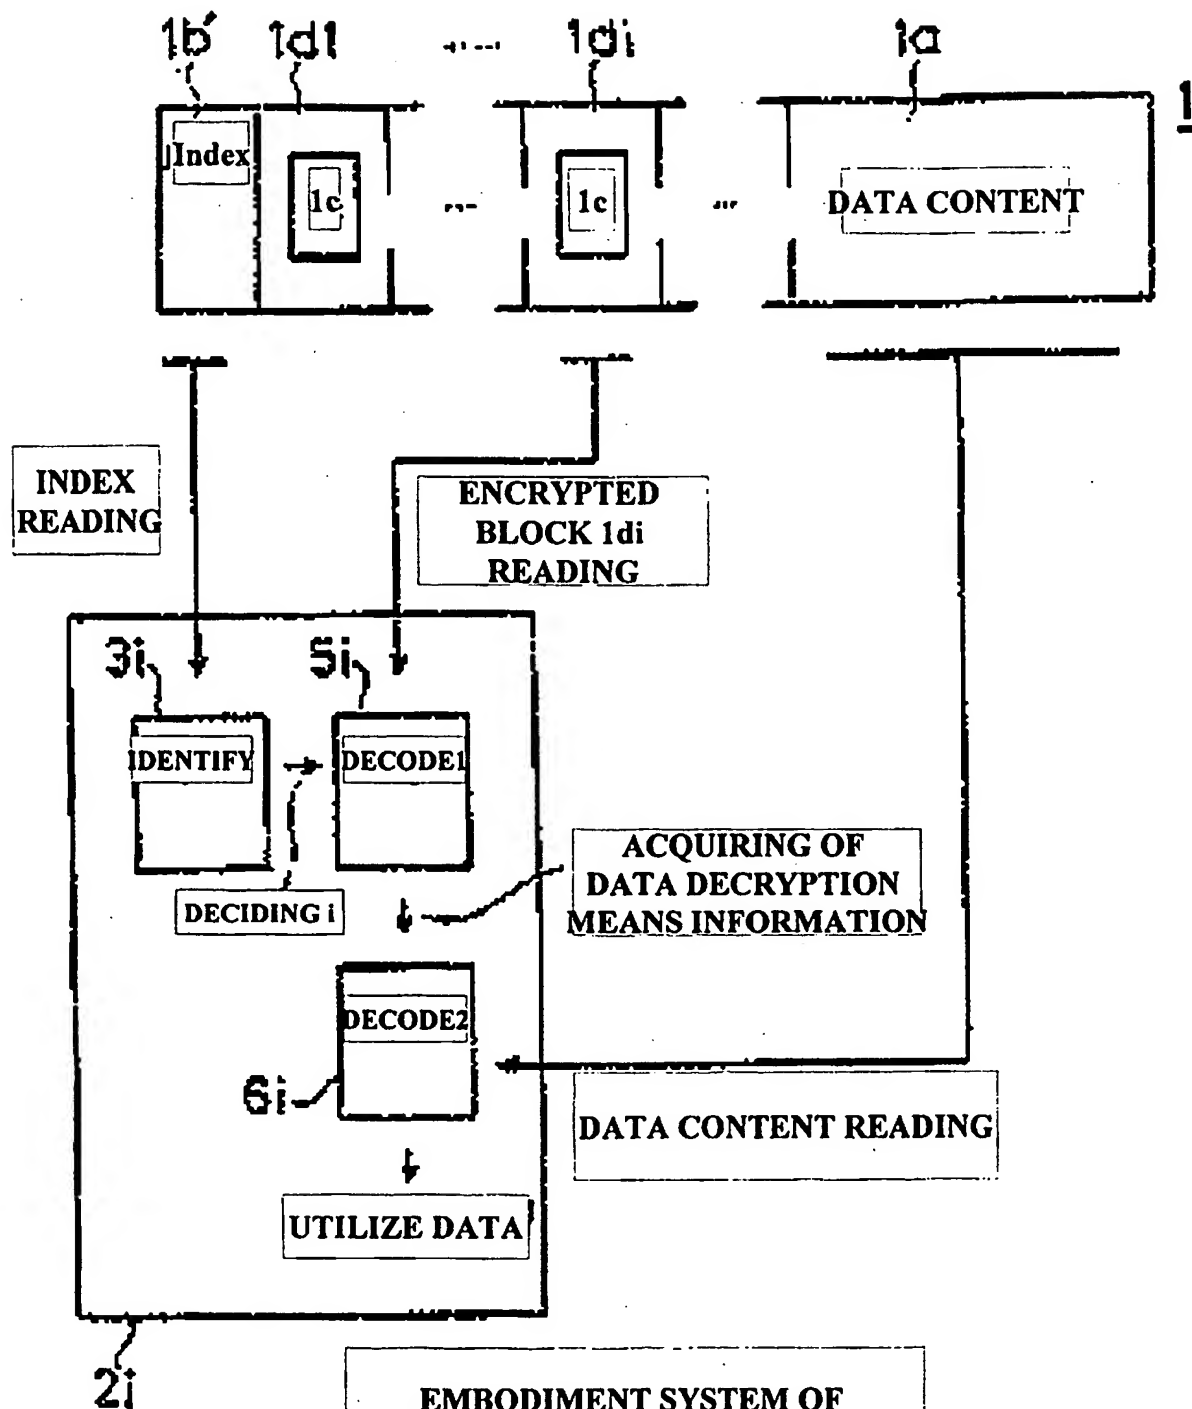 1b' 1d1 1di 1a
1
Index
1c
1c
DATA CONTENT
INDEX
READING
ENCRYPTED
BLOCK 1di
READING
3i
5i
IDENTIFY
DECODE1
DECIDING i
ACQUIRING OF
DATA DECRYPTION
MEANS INFORMATION
DECODE2
6i
DATA CONTENT READING
UTILIZE DATA
2i
EMBODIMENT SYSTEM OF